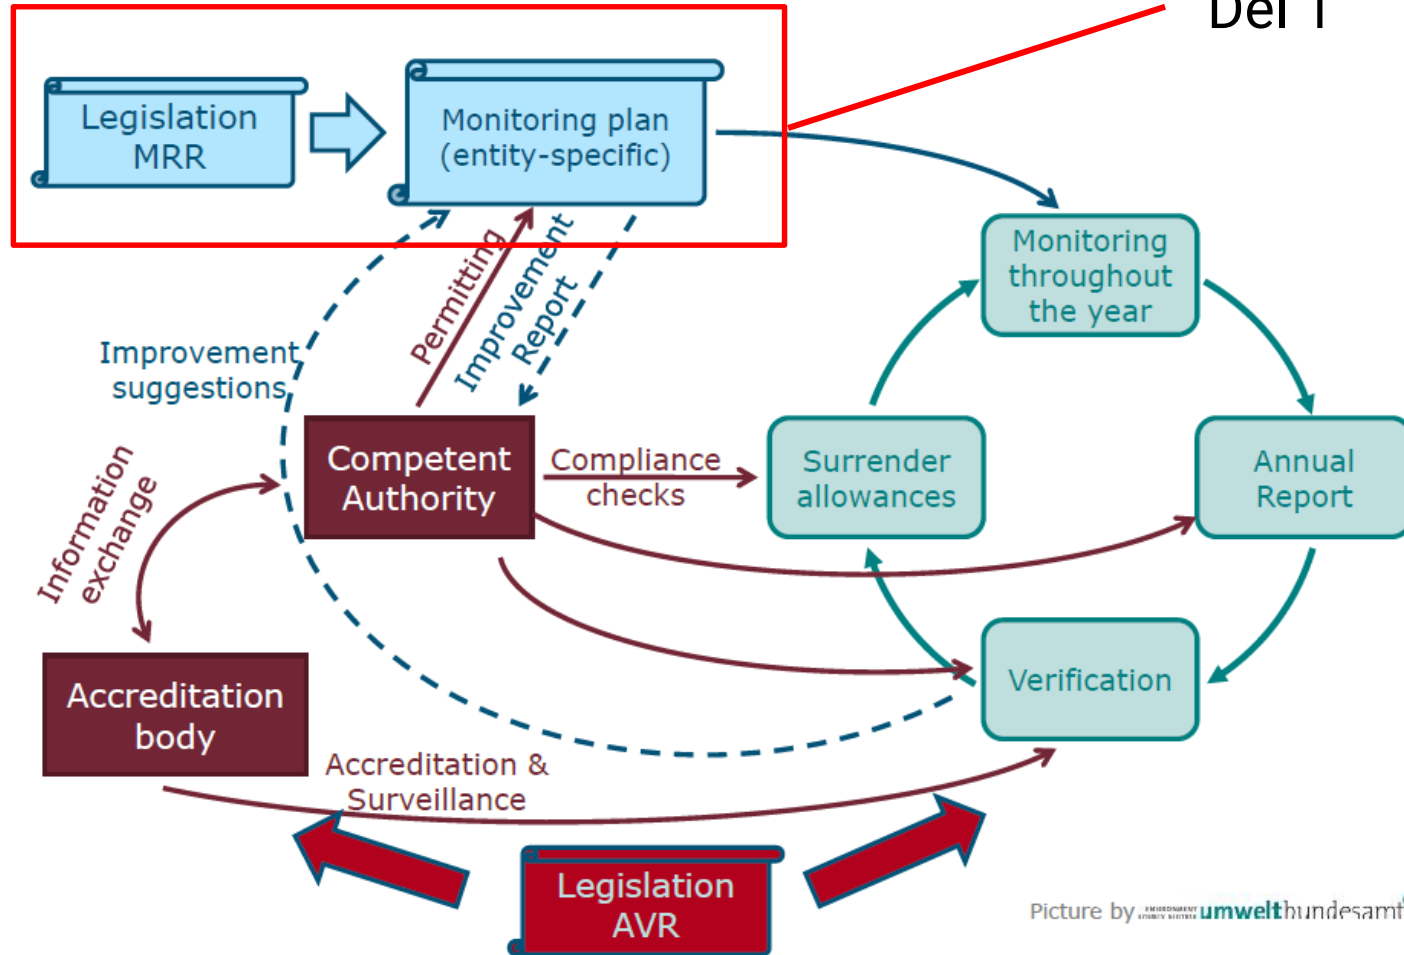 Del 1
Legislation
MRR
Monitoring plan
(entity-specific)
Permitting
Improvement
Report
Monitoring
throughout
the year
Improvement
suggestions
Information
exchange
Competent
Authority
Compliance
checks
Surrender
allowances
Annual
Report
Accreditation
body
Verification
Accreditation &
Surveillance
Legislation
AVR
Picture by umweltbundesamt